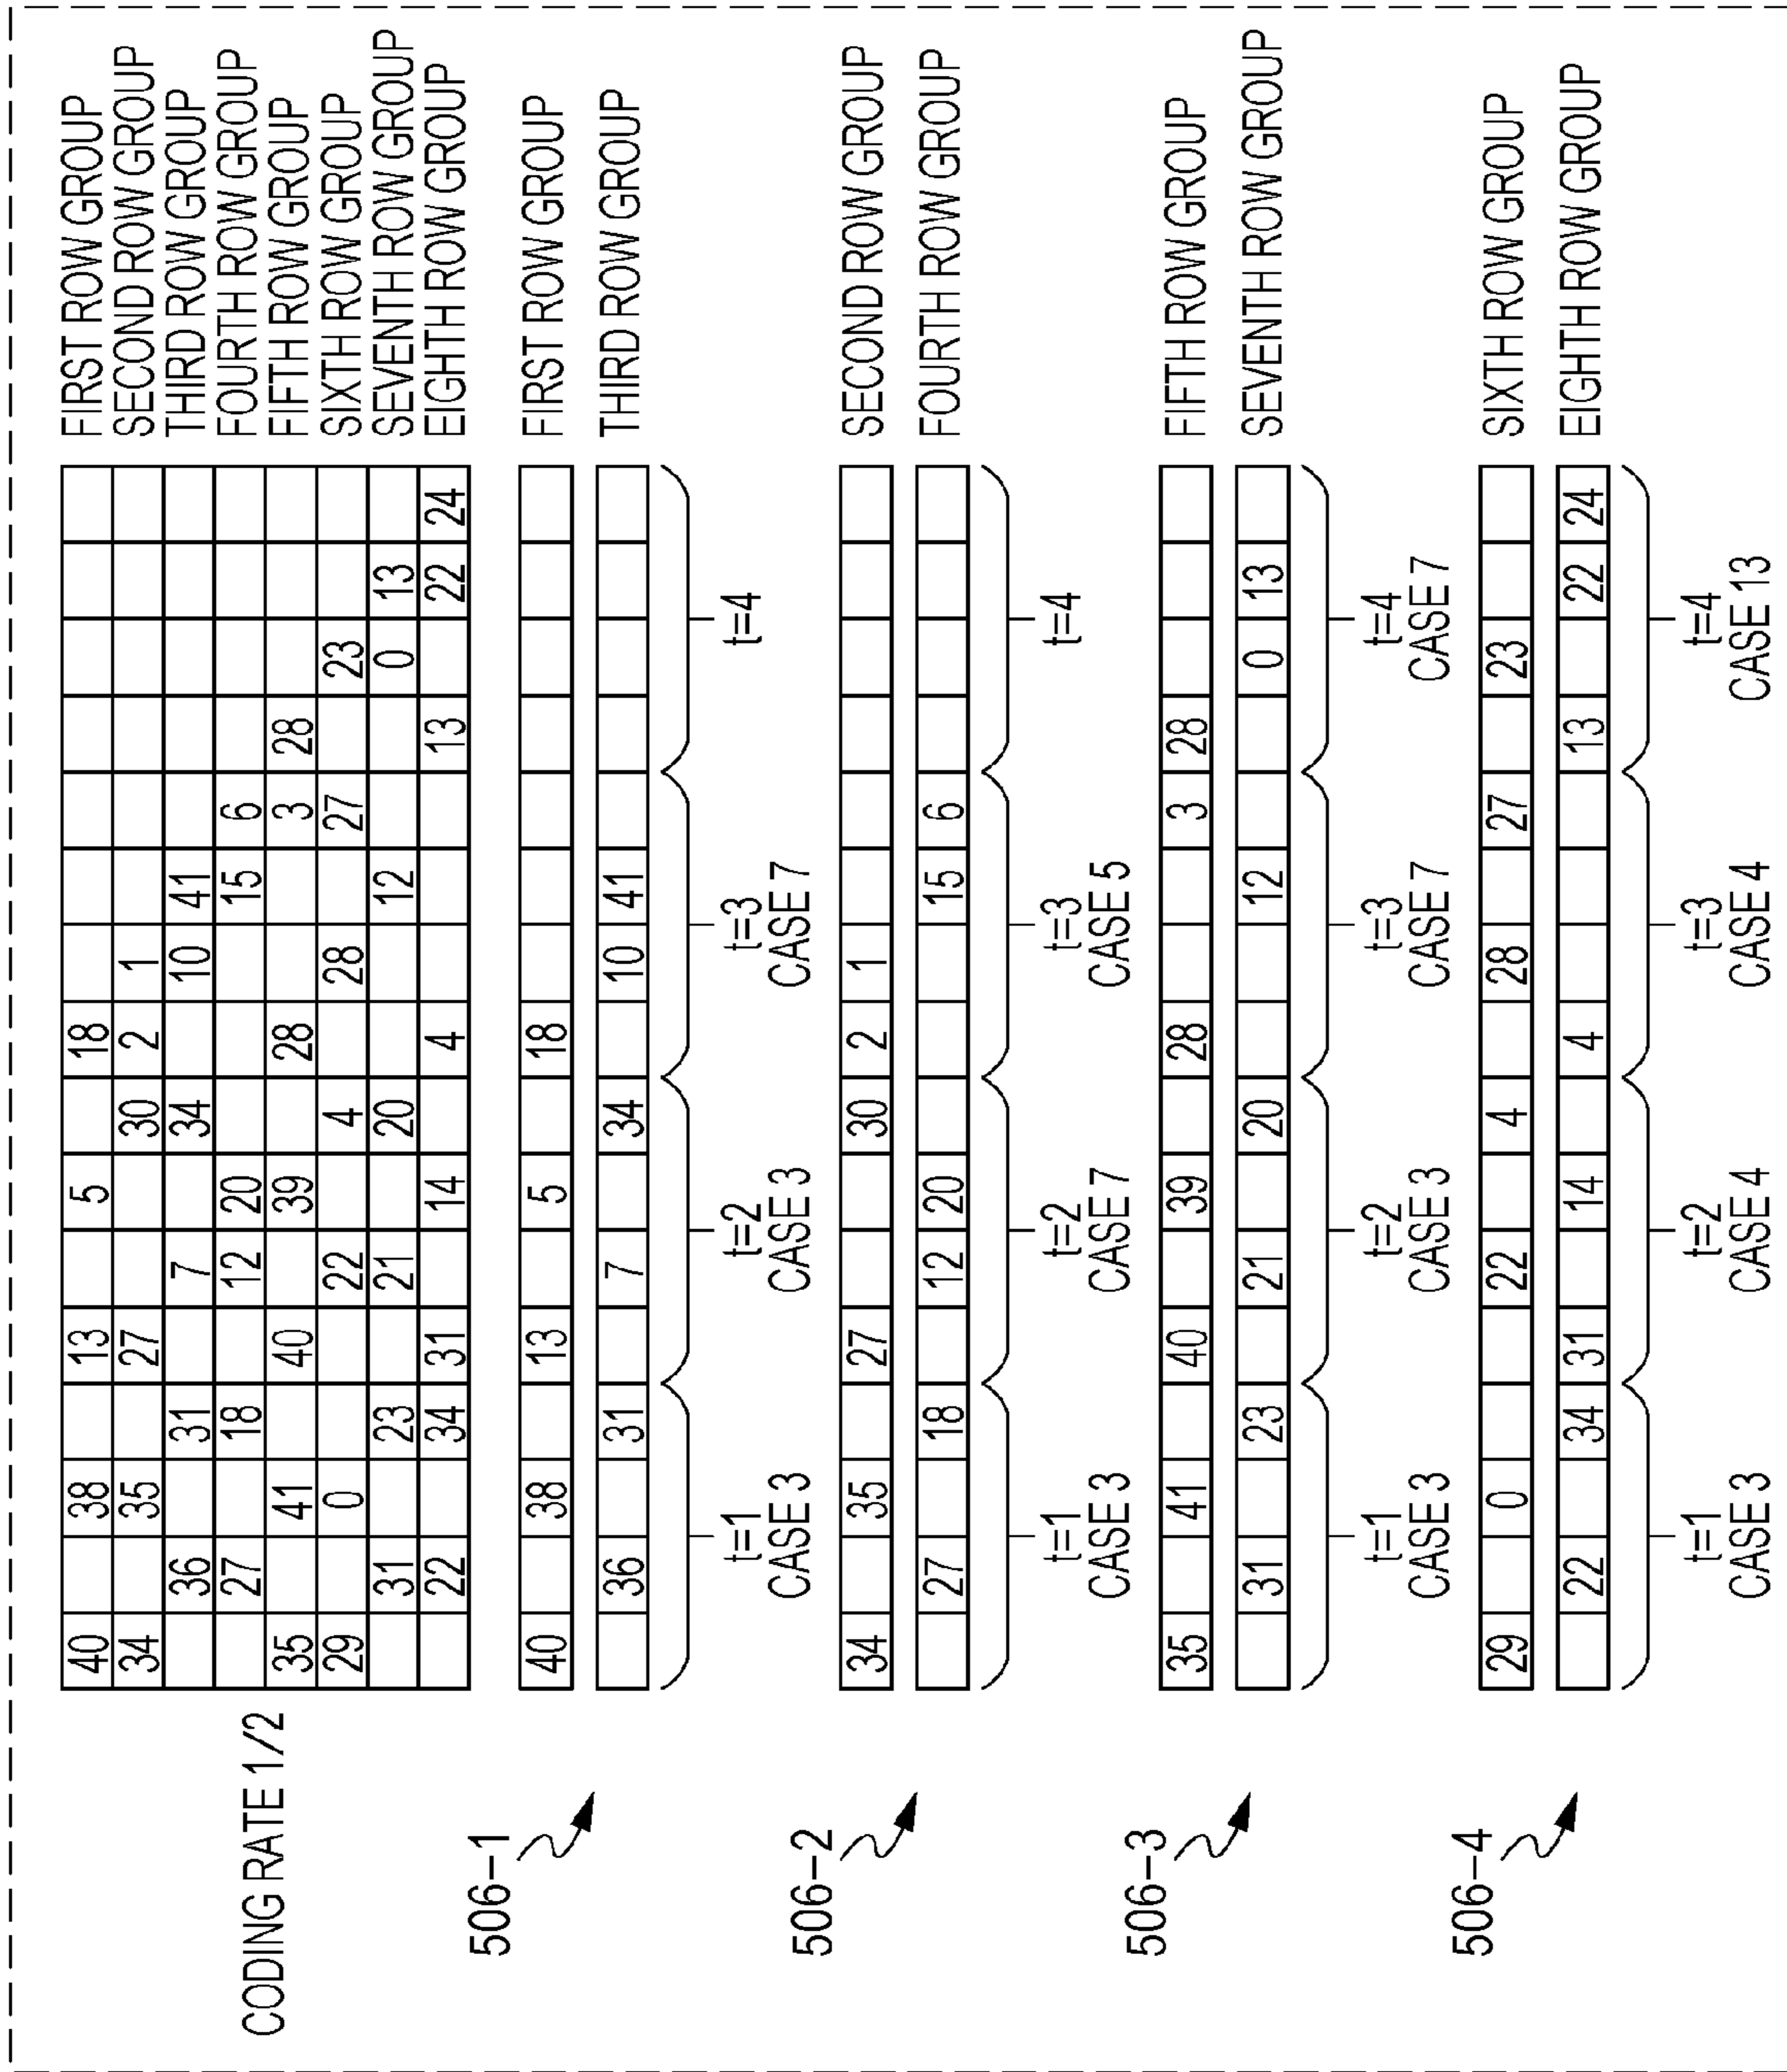 40 38 13 5 18 FIRST ROW GROUP
34 35 27 30 2 1 SECOND ROW GROUP
36 31 7 34 10 41 THIRD ROW GROUP
CODING RATE 1/2 27 18 12 20 15 6 FOURTH ROW GROUP
35 41 40 39 28 3 28 FIFTH ROW GROUP
29 0 22 4 28 27 23 SIXTH ROW GROUP
31 23 21 20 12 0 13 SEVENTH ROW GROUP
22 34 31 14 4 13 22 24 EIGHTH ROW GROUP
506-1
40 38 13 5 18 FIRST ROW GROUP
36 31 7 34 10 41 THIRD ROW GROUP
t=1 t=2 t=3 t=4
CASE 3 CASE 3 CASE 7
506-2
34 35 27 30 2 1 SECOND ROW GROUP
27 18 12 20 15 6 FOURTH ROW GROUP
t=1 t=2 t=3 t=4
CASE 3 CASE 7 CASE 5
506-3
35 41 40 39 28 3 28 FIFTH ROW GROUP
31 23 21 20 12 0 13 SEVENTH ROW GROUP
t=1 t=2 t=3 t=4
CASE 3 CASE 3 CASE 7 CASE 7
506-4
29 0 22 4 28 27 23 SIXTH ROW GROUP
22 34 31 14 4 13 22 24 EIGHTH ROW GROUP
t=1 t=2 t=3 t=4
CASE 3 CASE 4 CASE 4 CASE 13